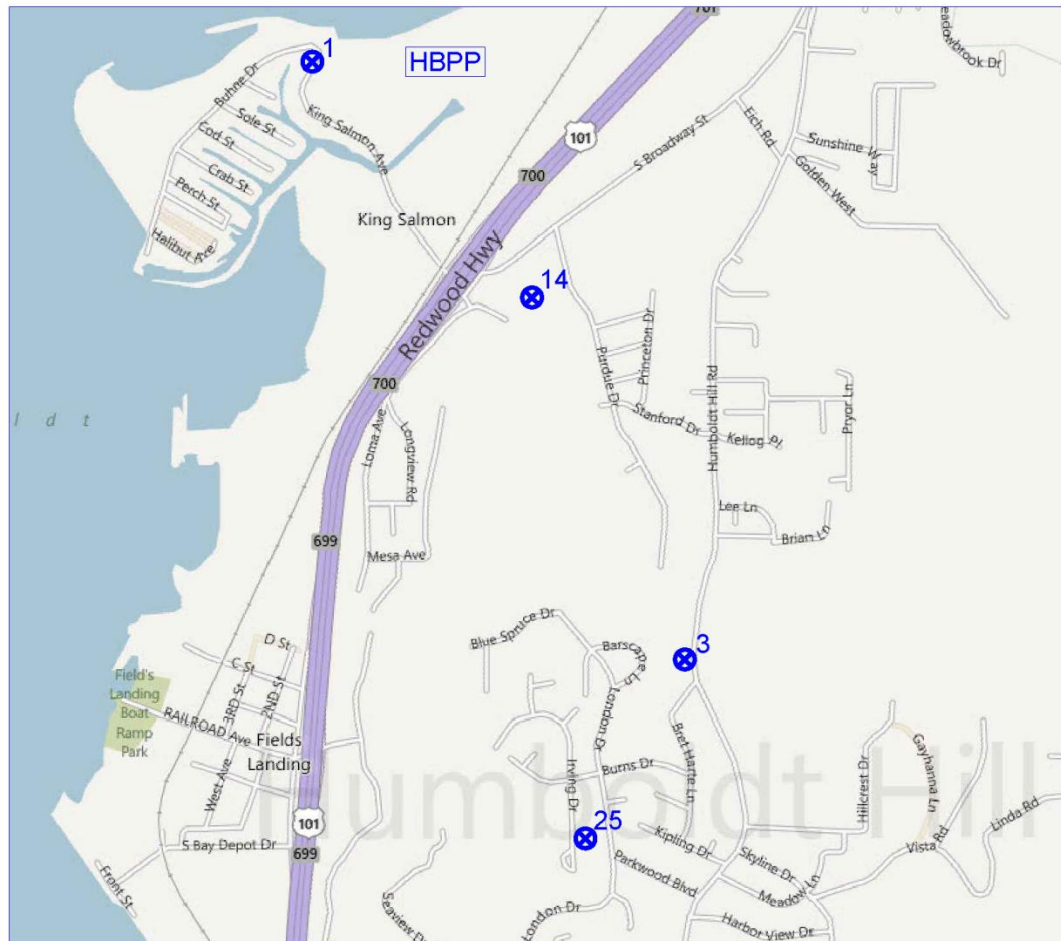 701
Meadowbrook Dr
1
HBPP
Buhne Dr
101
Sole St
King Salmon Ave
Cod St
S Broadway St
Eich Rd
Sunshine Way
Crab St
700
Golden West
Perch St
King Salmon
Halibut Ave
14
Redwood Hwy
Princeton Dr
l d t
700
Purdue Dr
Loma Ave
Longview Rd
Stanford Dr
Kellog Pl
Humboldt Hill Rd
Pryor Ln
Lee Ln
Brian Ln
699
Mesa Ave
Blue Spruce Dr
Barscape Ln
3
D St
C St
Field's
Landing
Boat
Ramp
Park
3RD St
2ND St
London Dr
RAILROAD Ave
Fields
Landing
Bret Harte Ln
Gayhanna Ln
Humboldt Hill
Burns Dr
Irving Dr
Hillcrest Dr
West Ave
Linda Rd
101
25
Kipling Dr
S Bay Depot Dr
699
Vista Rd
Parkwood Blvd
Skyline Dr
Meadow Ln
Front St
Seaview Dr
London Dr
Harbor View Dr